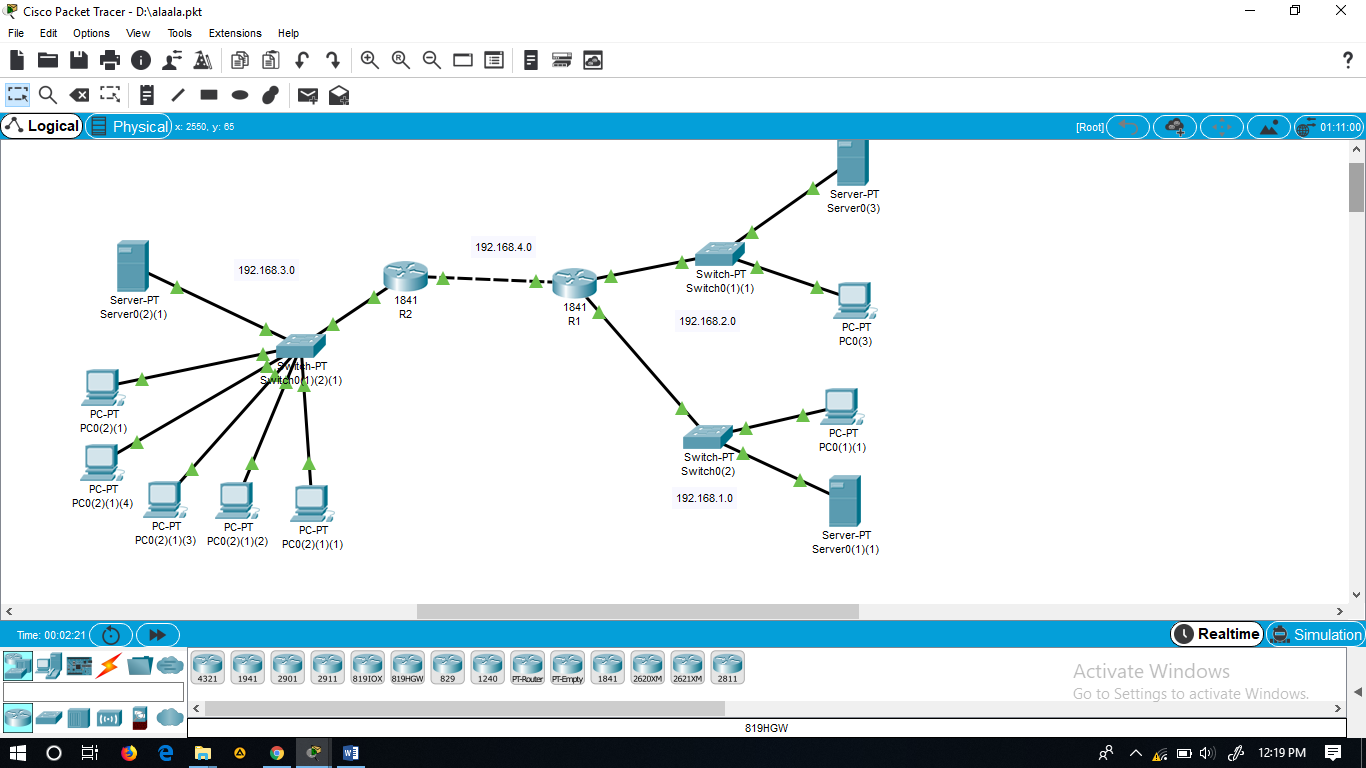 Cisco Packet Tracer - D:\alaala.pkt
File Edit Options View Tools Extensions Help
?
Logical Physical x: 2550, y: 85 [Root] 01:11:00
Server-PT
Server0(3)
192.168.4.0
192.168.3.0
Switch-PT
Switch0(1)(1)
Server-PT
Server0(2)(1)
1841
R2
1841
R1
192.168.2.0
PC-PT
PC0(3)
Switch-PT
Switch0(1)(2)(1)
PC-PT
PC0(2)(1)
PC-PT
PC0(1)(1)
Switch-PT
Switch0(2)
192.168.1.0
PC-PT
PC0(2)(1)(4)
PC-PT
PC0(2)(1)(3)
PC-PT
PC0(2)(1)(2)
PC-PT
PC0(2)(1)(1)
Server-PT
Server0(1)(1)
Time: 00:02:21 Realtime Simulation
4321 1941 2901 2911 819IOX 819HGW 829 1240 PT-Router PT-Empty 1841 2620XM 2621XM 2811
Activate Windows
Go to Settings to activate Windows.
819HGW
12:19 PM